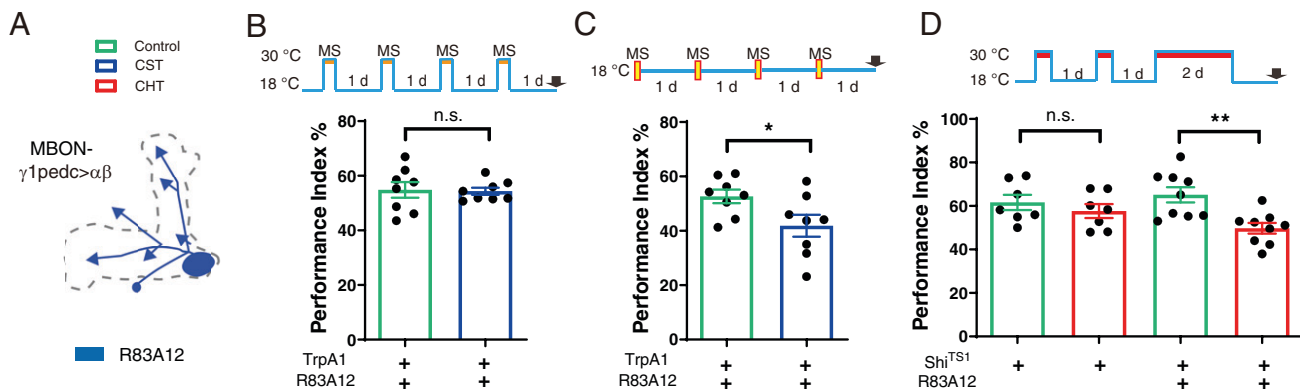 A
Control
CST
CHT
MBON-
γ1pedc>αβ
R83A12
B
30 °C
MS MS MS MS
18 °C
1 d 1 d 1 d 1 d
n.s.
Performance Index %
80
60
40
20
0
TrpA1 + +
R83A12 + +
C
MS MS MS MS
18 °C
1 d 1 d 1 d 1 d
*
Performance Index %
80
60
40
20
0
TrpA1 + +
R83A12 + +
D
30 °C
18 °C
1 d 1 d 2 d
n.s. **
Performance Index %
100
80
60
40
20
0
Shi^TS1 + + + +
R83A12 + +